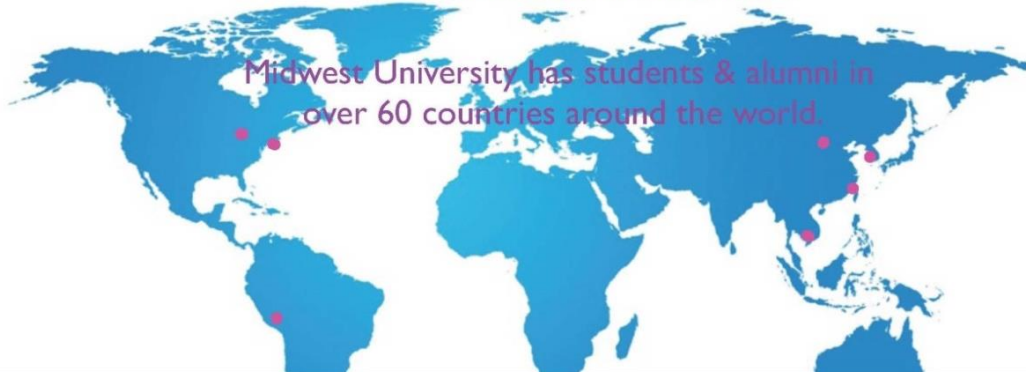 Midwest University has students & alumni in
over 60 countries around the world.